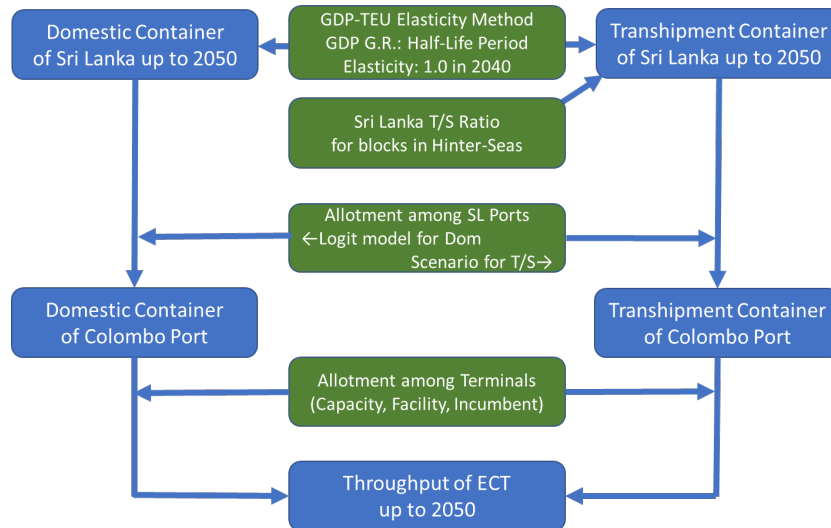 Domestic Container
of Sri Lanka up to 2050
GDP-TEU Elasticity Method
GDP G.R.: Half-Life Period
Elasticity: 1.0 in 2040
Transhipment Container
of Sri Lanka up to 2050
Sri Lanka T/S Ratio
for blocks in Hinter-Seas
Allotment among SL Ports
←Logit model for Dom
Scenario for T/S→
Domestic Container
of Colombo Port
Transhipment Container
of Colombo Port
Allotment among Terminals
(Capacity, Facility, Incumbent)
Throughput of ECT
up to 2050